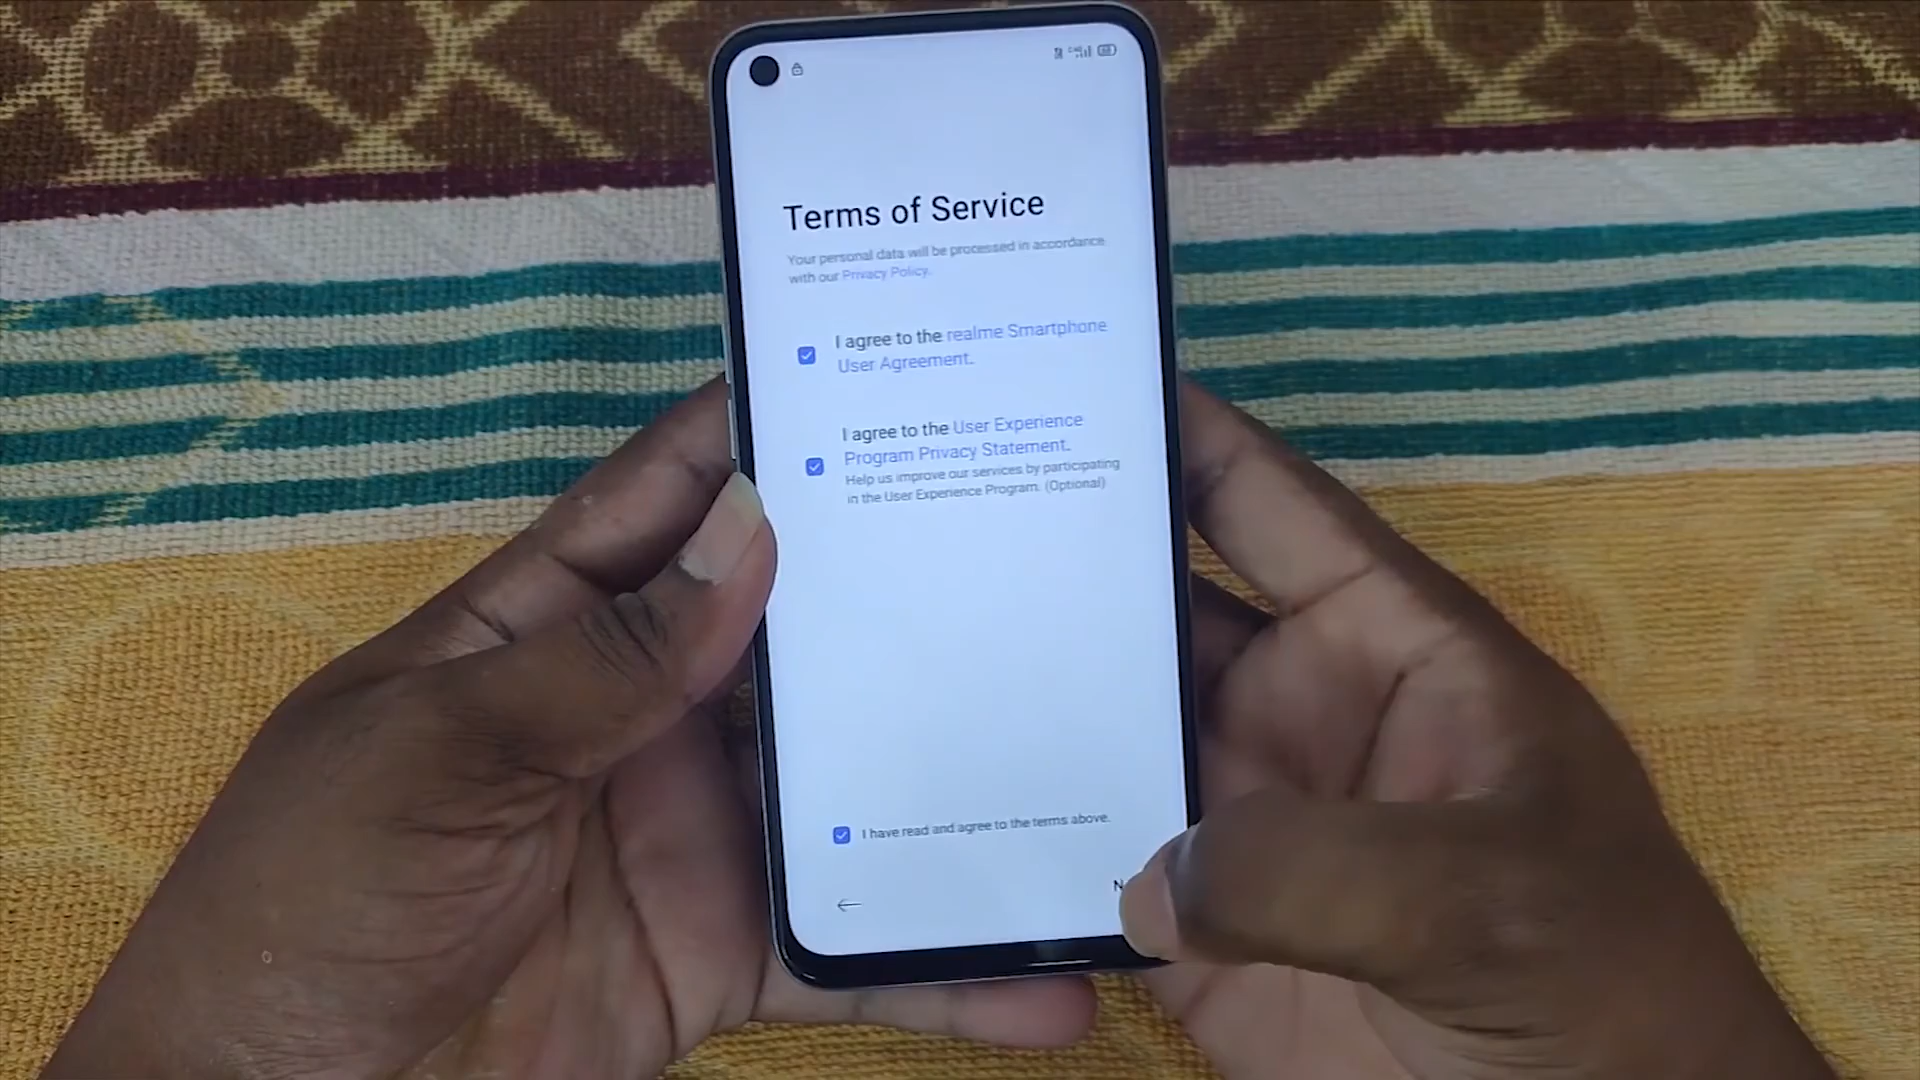 Terms of Service
Your personal data will be processed in accordance
with our Privacy Policy.
I agree to the realme Smartphone
User Agreement.
I agree to the User Experience
Program Privacy Statement.
Help us improve our services by participating
in the User Experience Program. (Optional)
I have read and agree to the terms above.
N